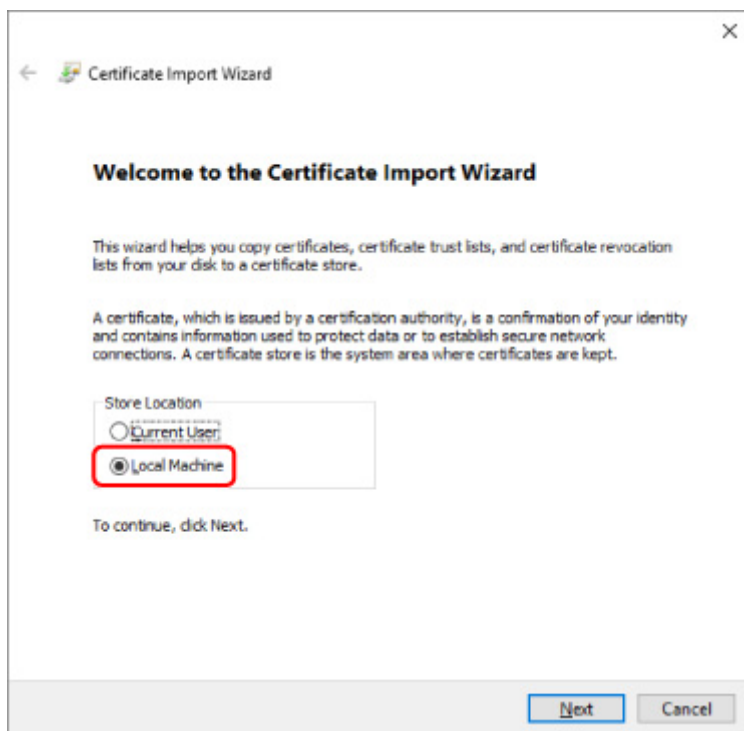 Certificate Import Wizard
Welcome to the Certificate Import Wizard
This wizard helps you copy certificates, certificate trust lists, and certificate revocation
lists from your disk to a certificate store.
A certificate, which is issued by a certification authority, is a confirmation of your identity
and contains information used to protect data or to establish secure network
connections. A certificate store is the system area where certificates are kept.
Store Location
Current User
Local Machine
To continue, click Next.
Next Cancel